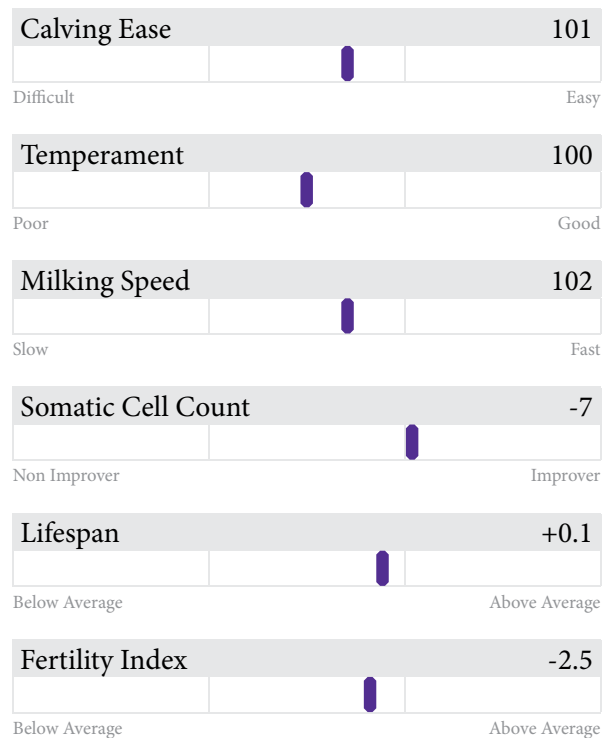 Calving Ease 101
Difficult Easy
Temperament 100
Poor Good
Milking Speed 102
Slow Fast
Somatic Cell Count -7
Non Improver Improver
Lifespan +0.1
Below Average Above Average
Fertility Index -2.5
Below Average Above Average